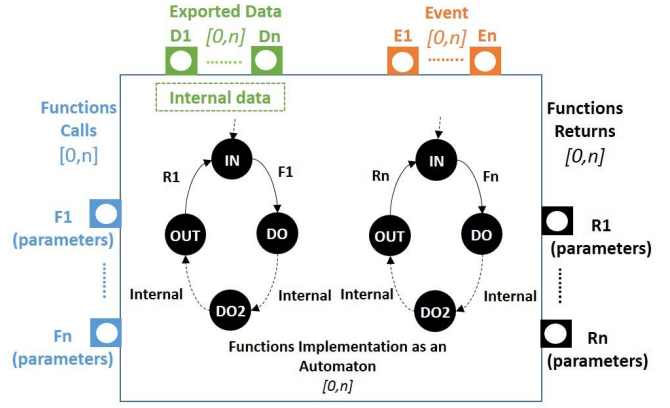 Exported Data
D1 [0,n] Dn
Event
E1 [0,n] En
Internal data
Functions
Calls
[0,n]
F1
(parameters)
Fn
(parameters)
IN
R1
F1
OUT
DO
Internal
Internal
DO2
IN
Rn
Fn
OUT
DO
Internal
Internal
DO2
Functions Implementation as an
Automaton
[0,n]
Functions
Returns
[0,n]
R1
(parameters)
Rn
(parameters)